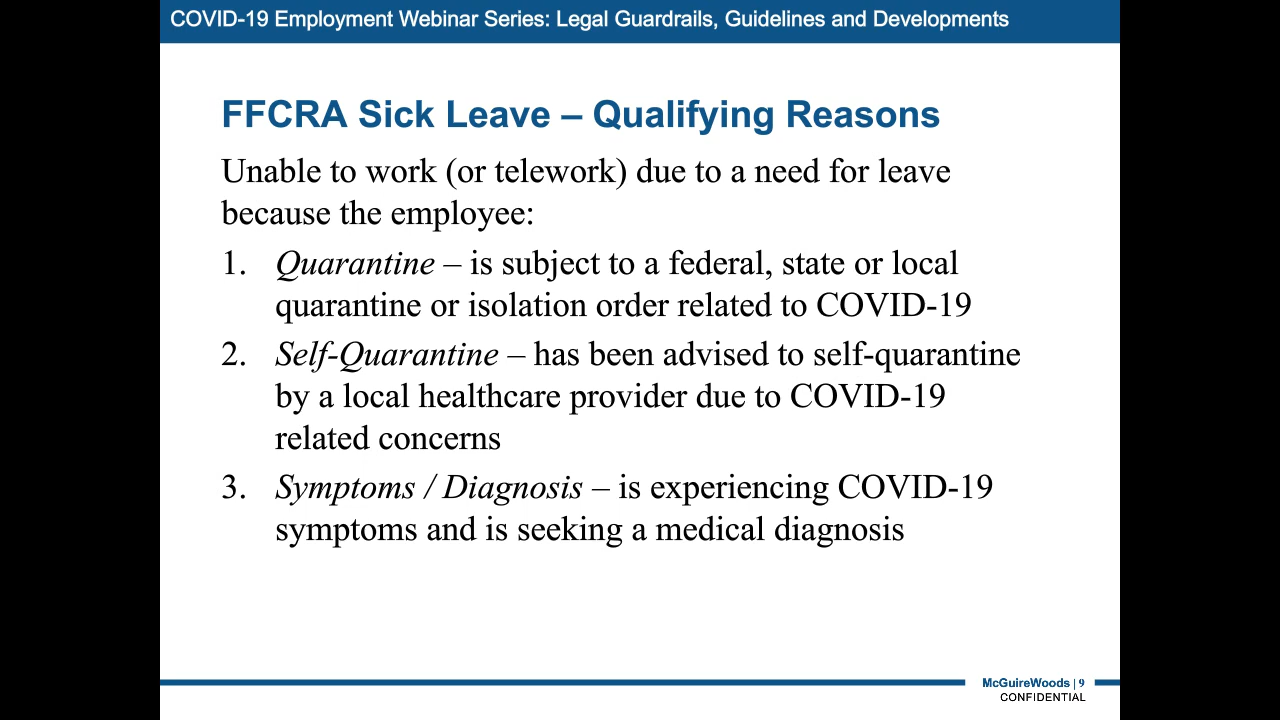 COVID-19 Employment Webinar Series: Legal Guardrails, Guidelines and Developments
FFCRA Sick Leave – Qualifying Reasons
Unable to work (or telework) due to a need for leave
because the employee:
1. Quarantine – is subject to a federal, state or local
quarantine or isolation order related to COVID-19
2. Self-Quarantine – has been advised to self-quarantine
by a local healthcare provider due to COVID-19
related concerns
3. Symptoms / Diagnosis – is experiencing COVID-19
symptoms and is seeking a medical diagnosis
McGuireWoods | 9
CONFIDENTIAL